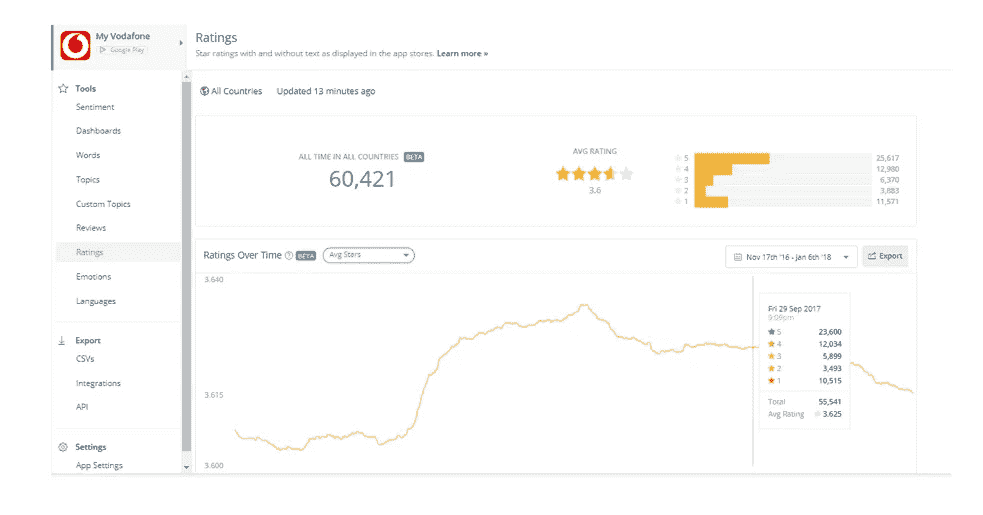 My Vodafone
Google Play
Ratings
Star ratings with and without text as displayed in the app stores. Learn more »
Tools
Sentiment
Dashboards
Words
Topics
Custom Topics
Reviews
Ratings
Emotions
Languages
Export
CSVs
Integrations
API
Settings
App Settings
All Countries Updated 13 minutes ago
ALL TIME IN ALL COUNTRIES BETA
60,421
AVG RATING
3.6
5 25,617
4 12,980
3 6,370
2 3,883
1 11,571
Ratings Over Time BETA Avg Stars Nov 17th '16 - Jan 6th '18 Export
3.640
3.615
3.600
Fri 29 Sep 2017
9:09pm
5 23,600
4 12,034
3 5,899
2 3,493
1 10,515
Total 55,541
Avg Rating 3.625